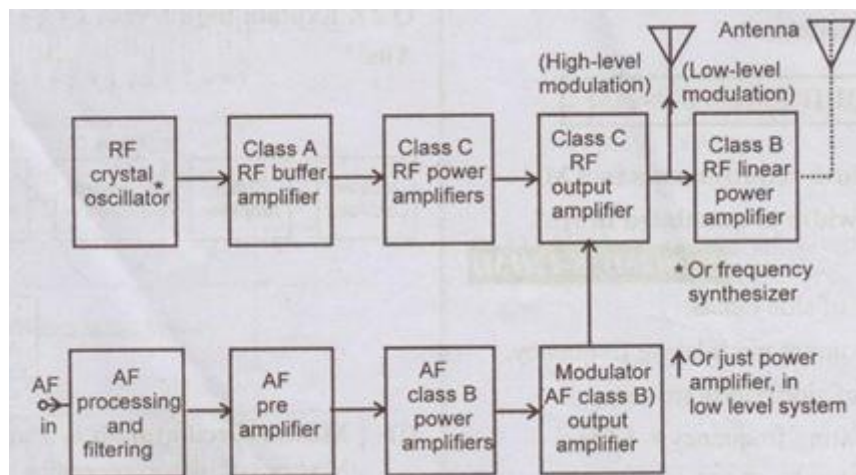 Antenna
(High-level
modulation)
(Low-level
modulation)
RF
crystal
oscillator*
Class A
RF buffer
amplifier
Class C
RF power
amplifiers
Class C
RF
output
amplifier
Class B
RF linear
power
amplifier
*Or frequency
synthesizer
AF
in
AF
processing
and
filtering
AF
pre
amplifier
AF
class B
power
amplifiers
Modulator
AF class B)
output
amplifier
↑Or just power
amplifier, in
low level system